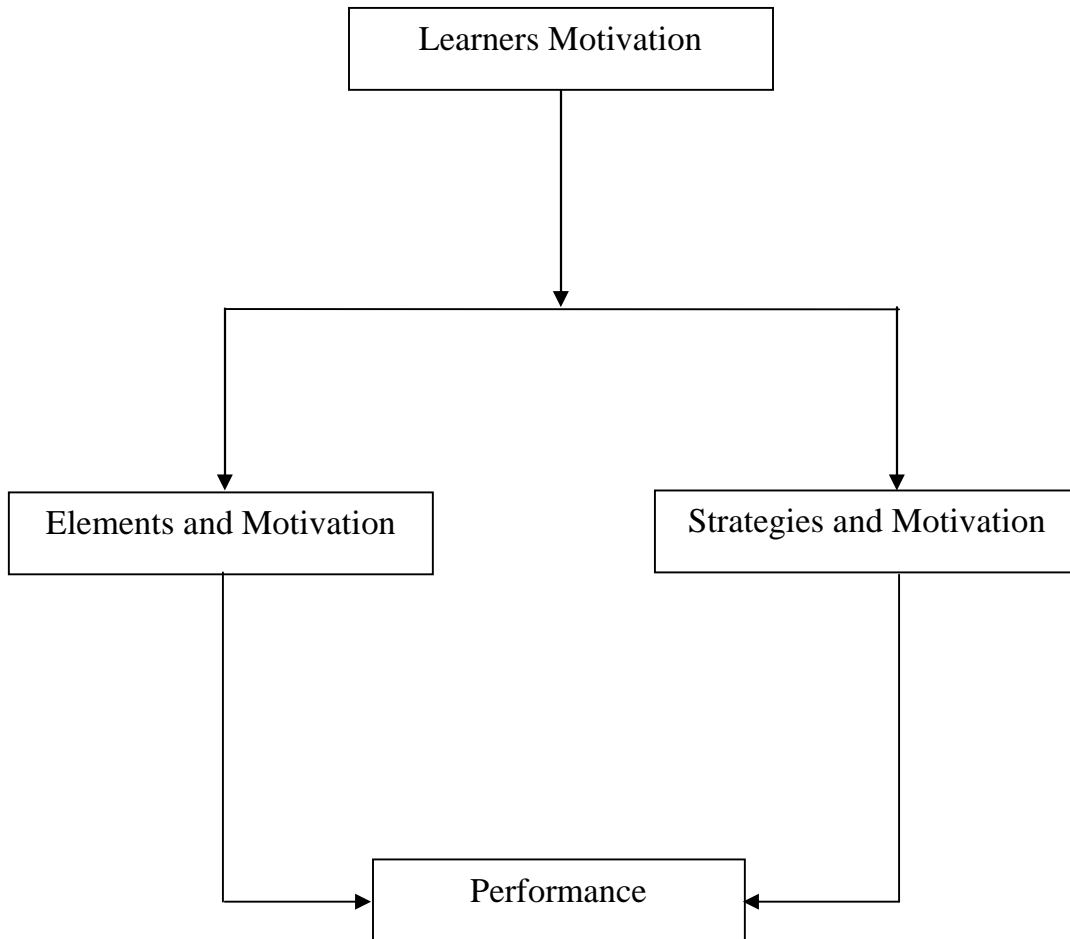 Learners Motivation
Elements and Motivation
Strategies and Motivation
Performance